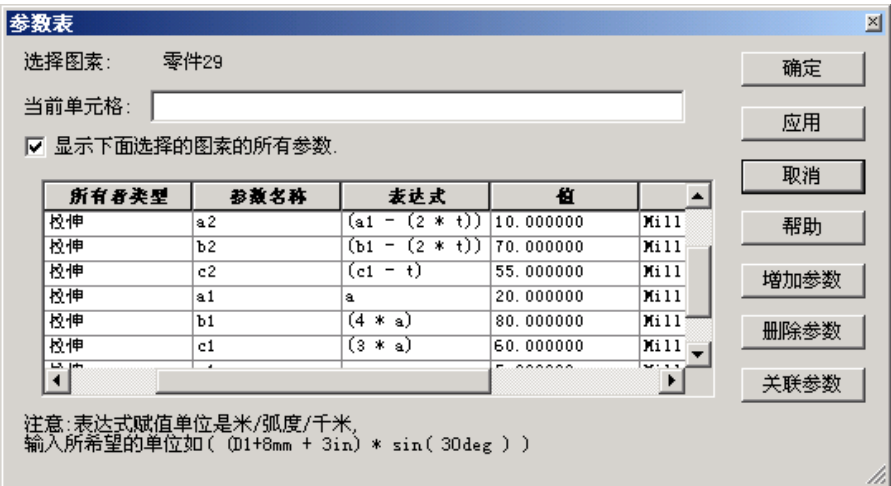 参数表
选择图素: 零件29
确定
当前单元格:
应用
显示下面选择的图素的所有参数.
取消
所有者类型 参数名称 表达式 值
拉伸 a2 (a1 - (2 * t)) 10.000000 Mill
帮助
拉伸 b2 (b1 - (2 * t)) 70.000000 Mill
拉伸 c2 (c1 - t) 55.000000 Mill
增加参数
拉伸 a1 a 20.000000 Mill
拉伸 b1 (4 * a) 80.000000 Mill
删除参数
拉伸 c1 (3 * a) 60.000000 Mill
关联参数
注意:表达式赋值单位是米/弧度/千米,
输入所希望的单位如( (D1+8mm + 3in) * sin( 30deg ) )